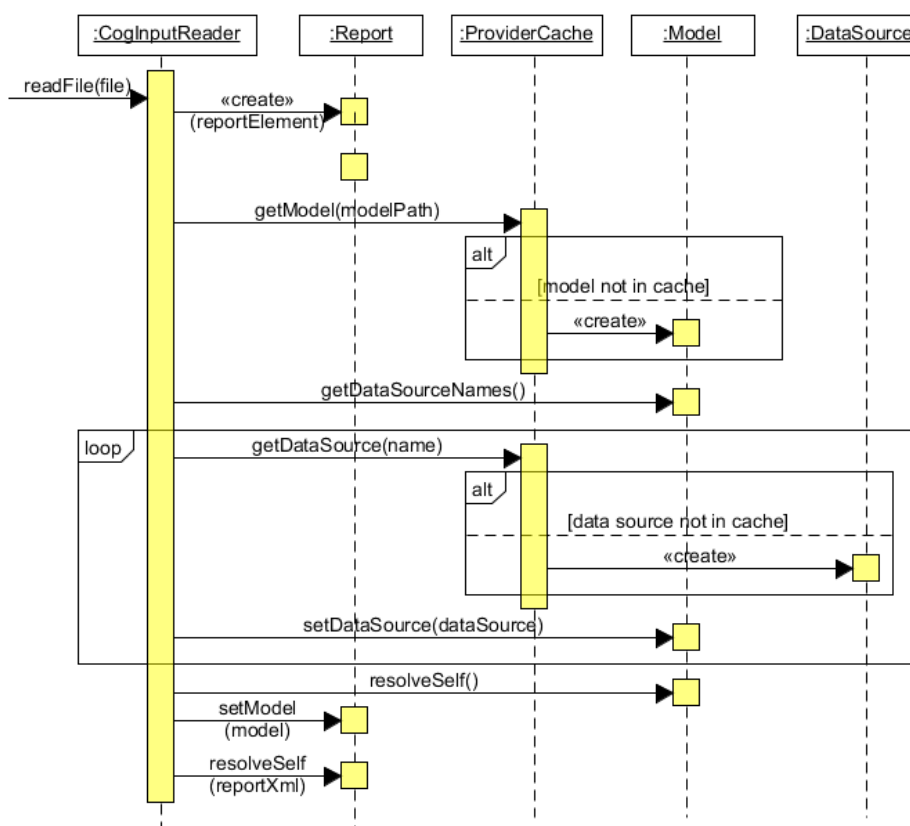 :CogInputReader
:Report
:ProviderCache
:Model
:DataSource
readFile(file)
«create»
(reportElement)
getModel(modelPath)
alt
[model not in cache]
«create»
getDataSourceNames()
loop
getDataSource(name)
alt
[data source not in cache]
«create»
setDataSource(dataSource)
resolveSelf()
setModel
(model)
resolveSelf
(reportXml)